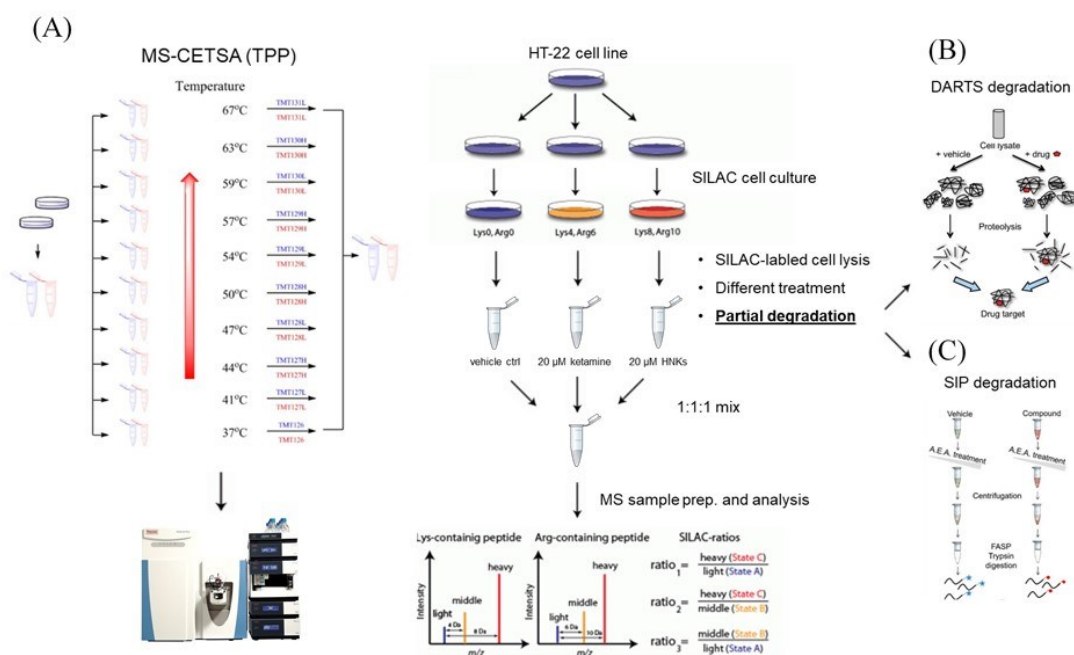 (A)
MS-CETSA (TPP)
Temperature
67°C
TMT131L
TMT131L
63°C
TMT130H
TMT130H
59°C
TMT130L
TMT130L
57°C
TMT129H
TMT129H
54°C
TMT129L
TMT129L
50°C
TMT128H
TMT128H
47°C
TMT128L
TMT128L
44°C
TMT127H
TMT127H
41°C
TMT127L
TMT127L
37°C
TMT126
TMT126
HT-22 cell line
SILAC cell culture
Lys0, Arg0
Lys4, Arg6
Lys8, Arg10
• SILAC-labled cell lysis
• Different treatment
• Partial degradation
vehicle ctrl
20 µM ketamine
20 µM HNKs
1:1:1 mix
MS sample prep. and analysis
Lys-containig peptide
Intensity
light
middle
heavy
4 Da
8 Da
m/z
Arg-containing peptide
Intensity
light
middle
heavy
6 Da
10 Da
m/z
SILAC-ratios
ratio1= heavy (State C)
light (State A)
ratio2= heavy (State C)
middle (State B)
ratio3= middle (State B)
light (State A)
(B)
DARTS degradation
Cell lysate
+ vehicle
+ drug
Proteolysis
Drug target
(C)
SIP degradation
Vehicle
Compound
A.E.A. treatment
A.E.A. treatment
Centrifugation
FASP
Trypsin
digestion